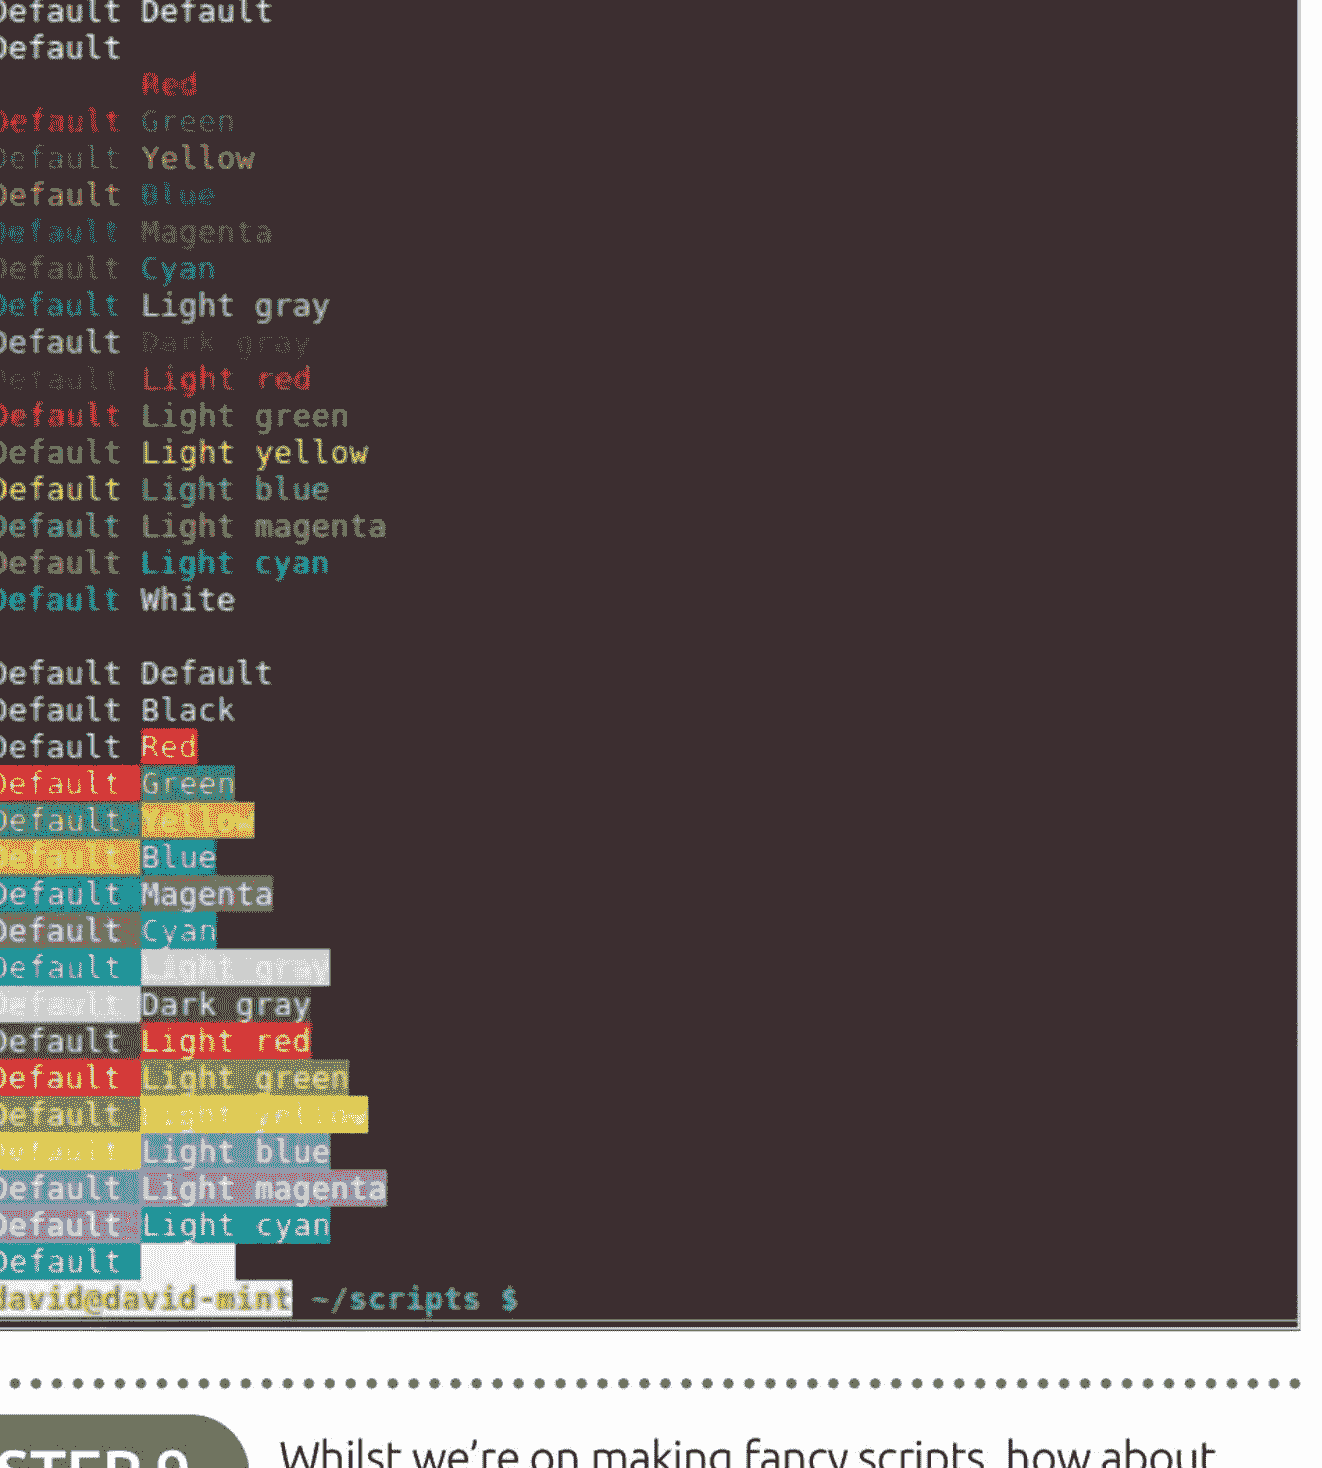 Default Default
Default
Red
Default Green
Default Yellow
Default Blue
Default Magenta
Default Cyan
Default Light gray
Default Dark gray
Default Light red
Default Light green
Default Light yellow
Default Light blue
Default Light magenta
Default Light cyan
Default White
Default Default
Default Black
Default Red
Default Green
Default Yellow
Default Blue
Default Magenta
Default Cyan
Default Light gray
Default Dark gray
Default Light red
Default Light green
Default Light yellow
Default Light blue
Default Light magenta
Default Light cyan
Default
david@david-mint ~/scripts $
STEP 9 Whilst we're on making fancy scripts, how about